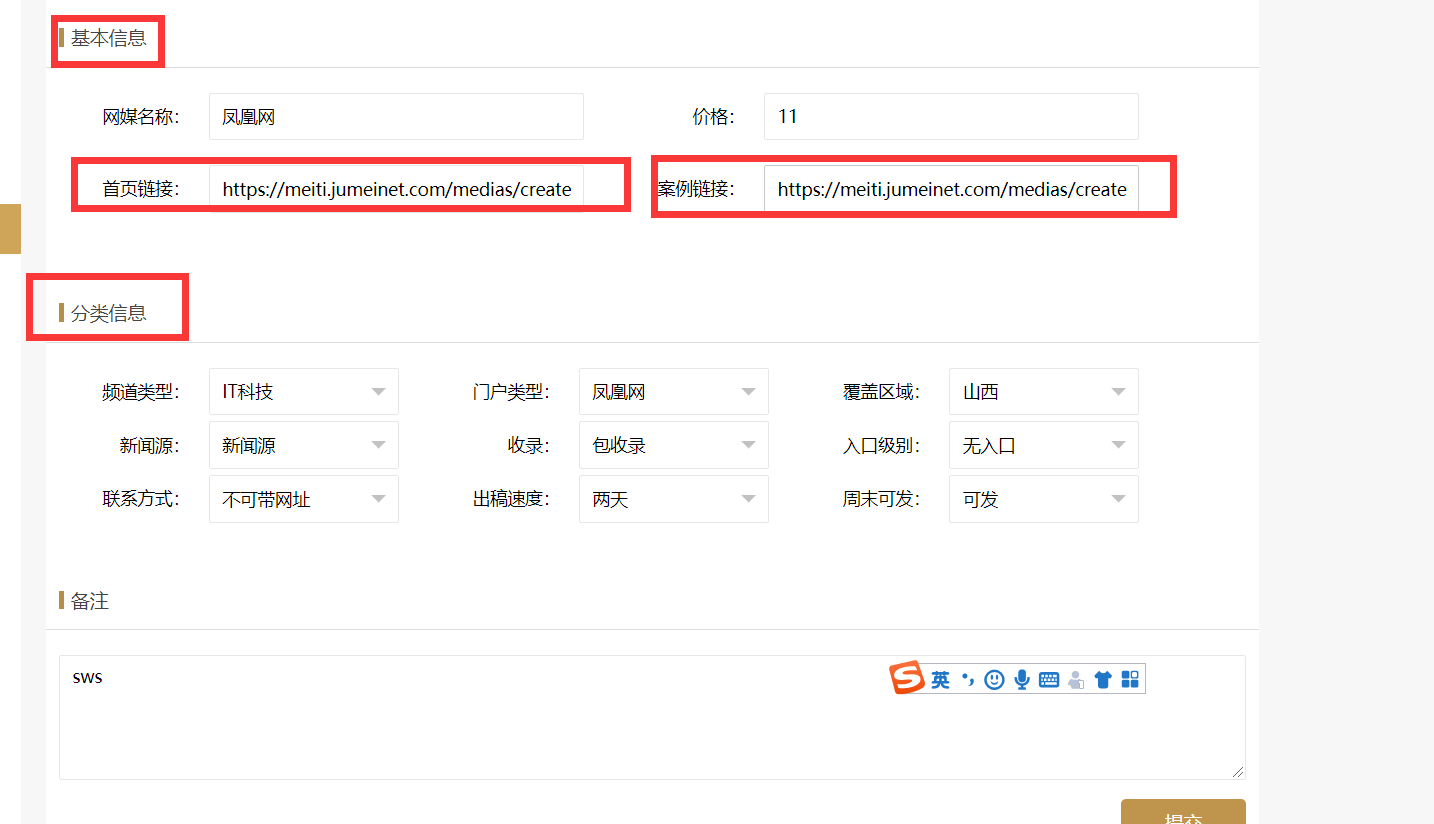 基本信息
网媒名称： 凤凰网 价格： 11
首页链接： https://meiti.jumeinet.com/medias/create 案例链接： https://meiti.jumeinet.com/medias/create
分类信息
频道类型： IT科技 门户类型： 凤凰网 覆盖区域： 山西
新闻源： 新闻源 收录： 包收录 入口级别： 无入口
联系方式： 不可带网址 出稿速度： 两天 周末可发： 可发
备注
sws
英
提交